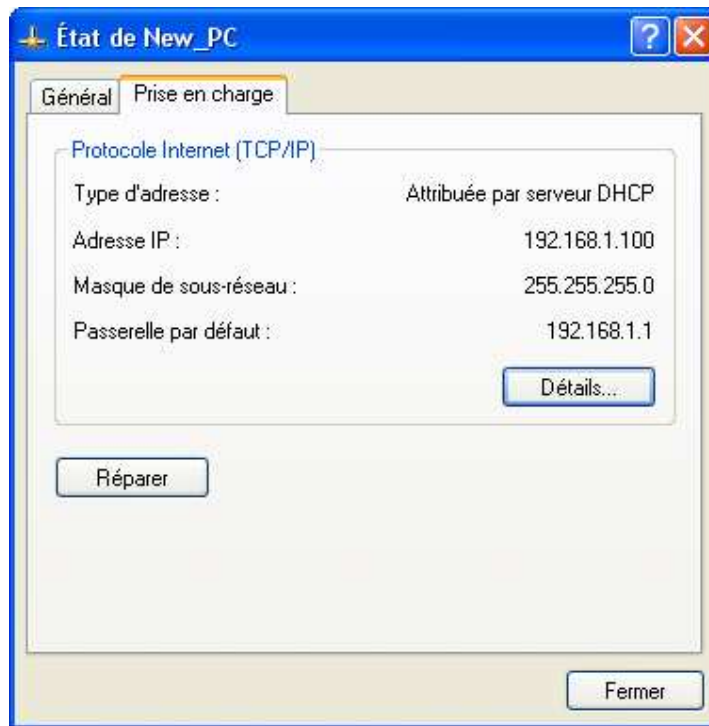 État de New_PC
Général
Prise en charge
Protocole Internet (TCP/IP)
Type d'adresse : Attribuée par serveur DHCP
Adresse IP : 192.168.1.100
Masque de sous-réseau : 255.255.255.0
Passerelle par défaut : 192.168.1.1
Détails...
Réparer
Fermer